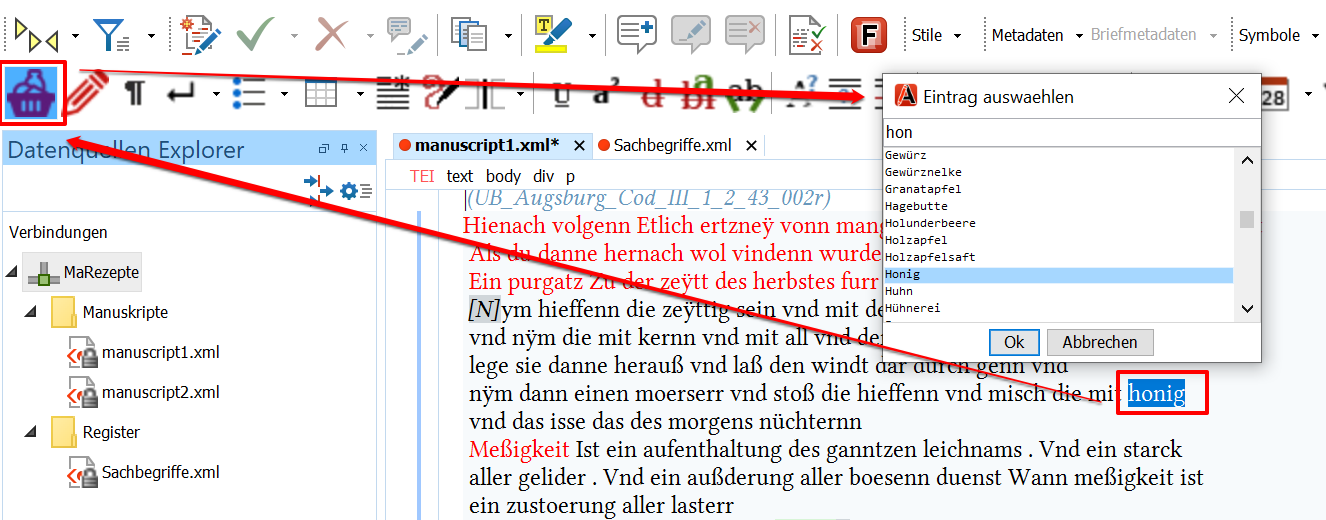 Stile
Metadaten
Briefmetadaten
Symbole
Eintrag auswaehlen
hon
Gewürz
Gewürznelke
Granatapfel
Hagebutte
Holunderbeere
Holzapfel
Holzapfelsaft
Honig
Huhn
Hühnerei
Ok
Abbrechen
28
Datenquellen Explorer
Verbindungen
MaRezepte
Manuskripte
manuscript1.xml
manuscript2.xml
Register
Sachbegriffe.xml
manuscript1.xml*
Sachbegriffe.xml
TEI text body div p
(UB_Augsburg_Cod_III_1_2_43_002r)
Hienach volgenn Etlich ertzneÿ vonn
Als du danne hernach wol vindenn wurde
Ein purgatz Zu der zeÿtt des herbstes furr
[N]ym hieffenn die zeÿttig sein vnd mit
vnd nÿm die mit kernn vnd mit all vnd
lege sie danne herauß vnd laß den windt dar durch genn vnd
nÿm dann einen moerserr vnd stoß die hieffenn vnd misch die mit honig
vnd das isse das des morgens nüchternn
Meßigkeit Ist ein aufenthaltung des ganntzen leichnams . Vnd ein starck
aller gelider . Vnd ein außderung aller boesenn duenst Wann meßigkeit ist
ein zustoerung aller lasterr